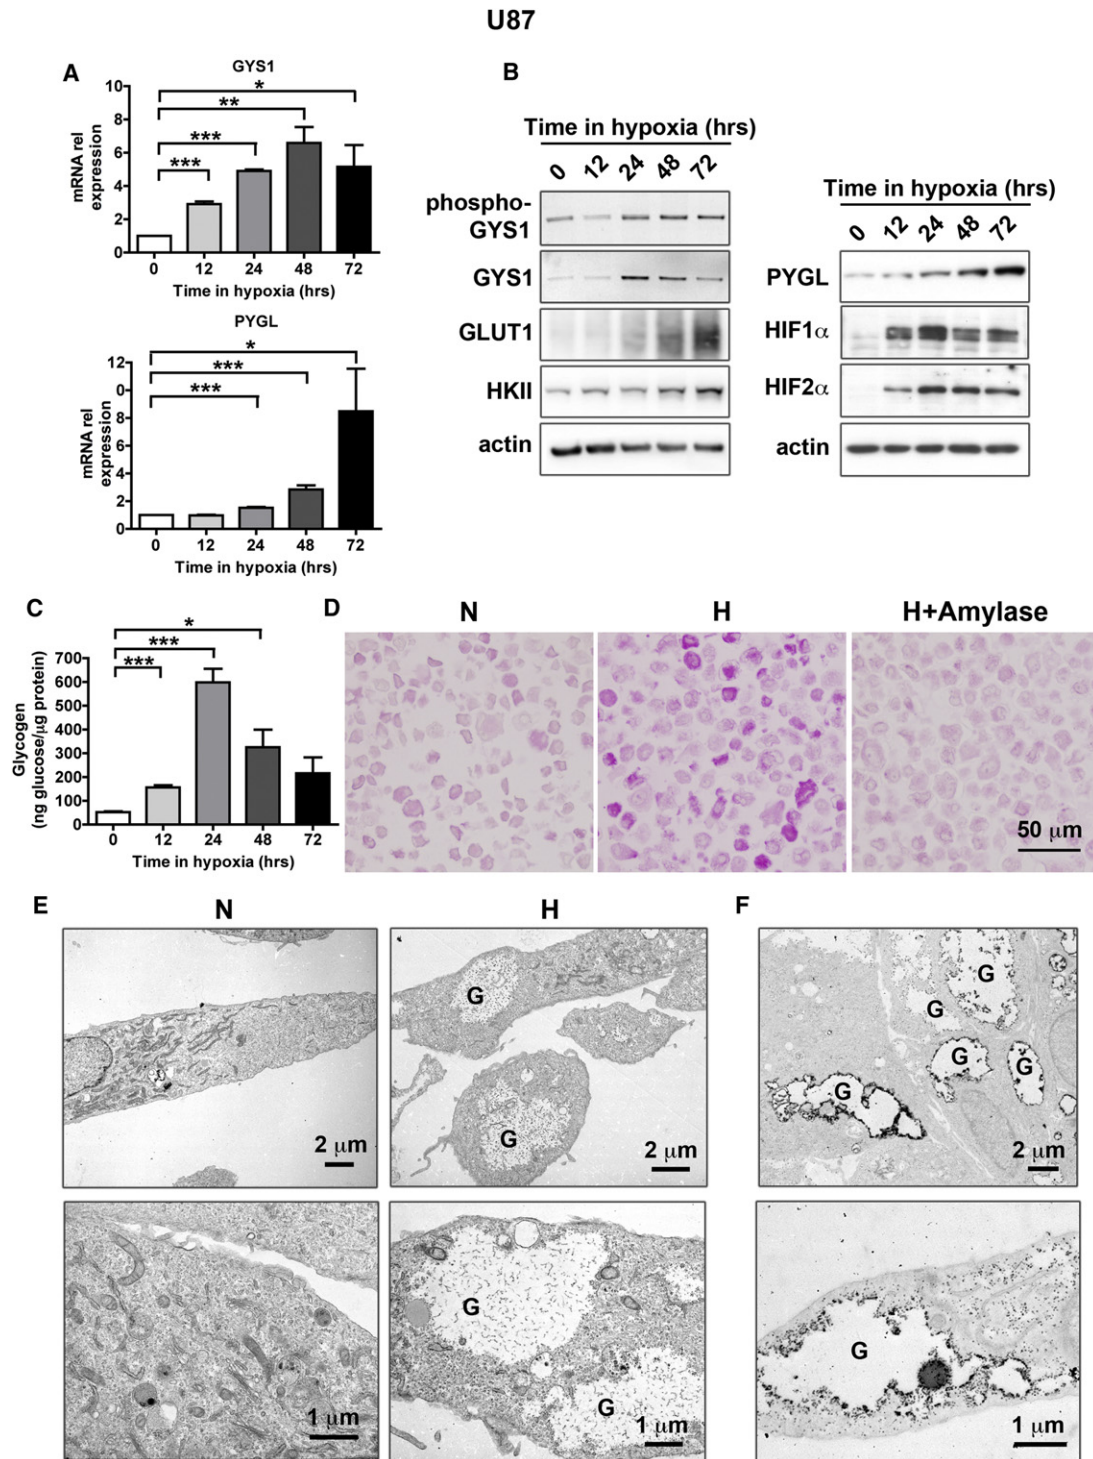 U87
A
GYS1
10
8
6
4
2
0
mRNA rel
expression
***
***
**
*
0 12 24 48 72
Time in hypoxia (hrs)
PYGL
12
0
8
4
2
0
mRNA rel
expression
***
***
*
0 12 24 48 72
Time in hypoxia (hrs)
B
Time in hypoxia (hrs)
0 12 24 48 72
phospho-
GYS1
GYS1
GLUT1
HKII
actin
Time in hypoxia (hrs)
0 12 24 48 72
PYGL
HIF1α
HIF2α
actin
C
Glycogen
(ng glucose/μg protein)
700
600
500
400
300
200
100
0
***
***
*
0 12 24 48 72
Time in hypoxia (hrs)
D
N H H+Amylase
50 μm
E
N H
2 μm
G
G
2 μm
1 μm
G
G
1 μm
F
G
G
G
G
G
2 μm
G
1 μm